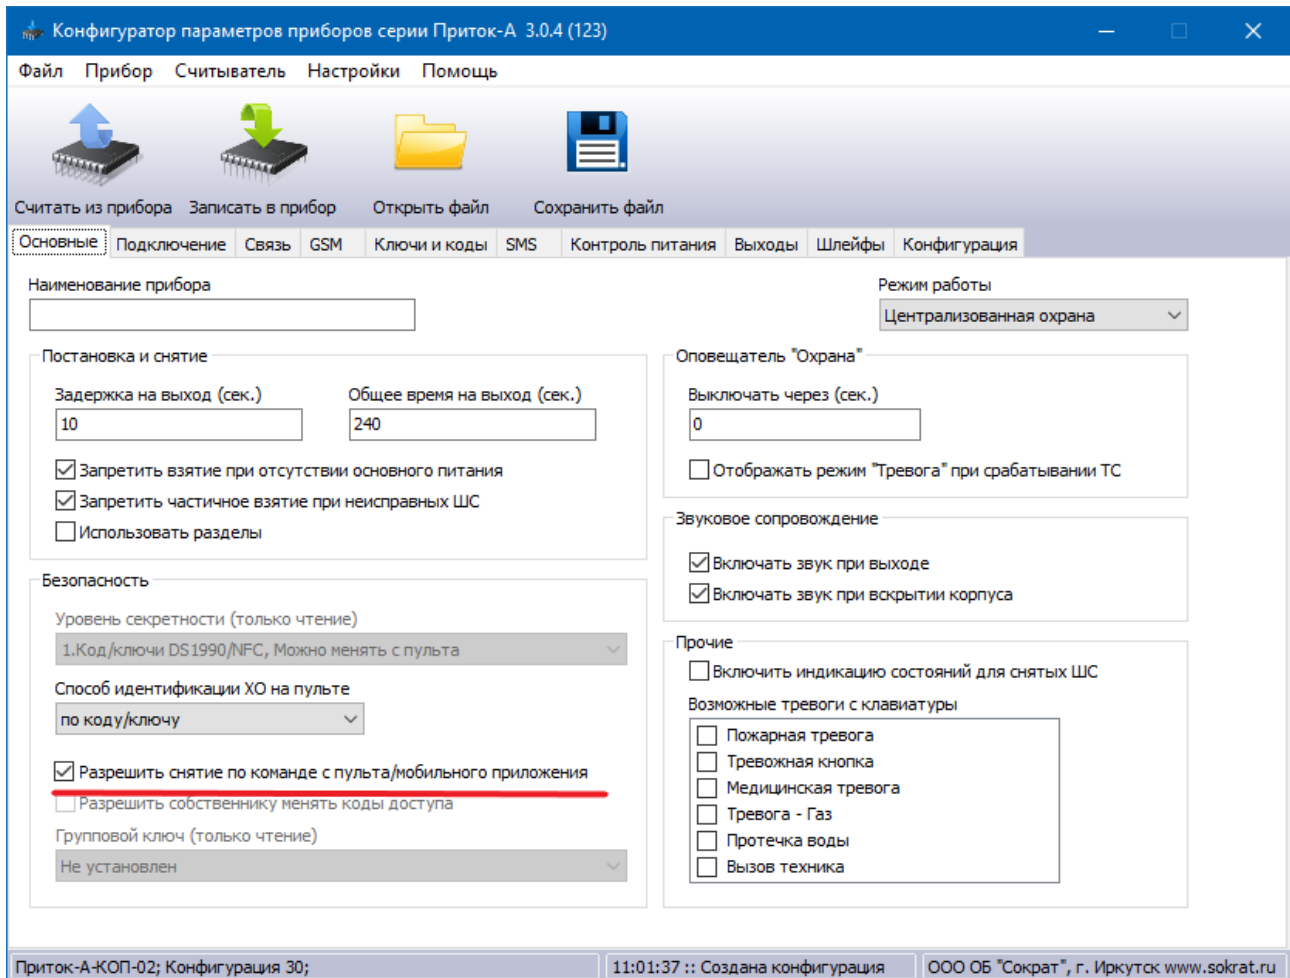 Конфигуратор параметров приборов серии Приток-А 3.0.4 (123)
Файл Прибор Считыватель Настройки Помощь
Считать из прибора Записать в прибор Открыть файл Сохранить файл
Основные Подключение Связь GSM Ключи и коды SMS Контроль питания Выходы Шлейфы Конфигурация
Наименование прибора
Режим работы
Централизованная охрана
Постановка и снятие
Задержка на выход (сек.) Общее время на выход (сек.)
10 240
Запретить взятие при отсутствии основного питания
Запретить частичное взятие при неисправных ШС
Использовать разделы
Безопасность
Уровень секретности (только чтение)
1.Код/ключи DS1990/NFC, Можно менять с пульта
Способ идентификации ХО на пульте
по коду/ключу
Разрешить снятие по команде с пульта/мобильного приложения
Разрешить собственнику менять коды доступа
Групповой ключ (только чтение)
Не установлен
Оповещатель "Охрана"
Выключать через (сек.)
0
Отображать режим "Тревога" при срабатывании ТС
Звуковое сопровождение
Включать звук при выходе
Включать звук при вскрытии корпуса
Прочие
Включить индикацию состояний для снятых ШС
Возможные тревоги с клавиатуры
Пожарная тревога
Тревожная кнопка
Медицинская тревога
Тревога - Газ
Протечка воды
Вызов техника
Приток-А-КОП-02; Конфигурация 30; 11:01:37 :: Создана конфигурация ООО ОБ "Сократ", г. Иркутск www.sokrat.ru